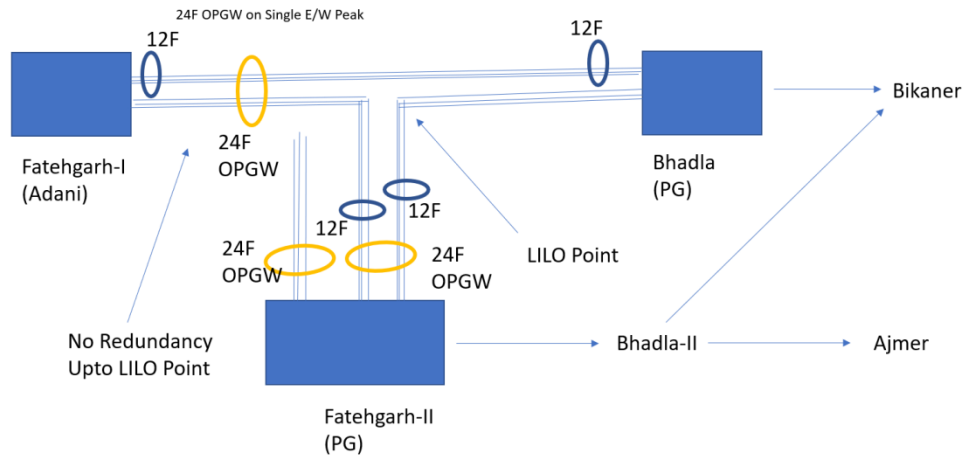 24F OPGW on Single E/W Peak
12F
12F
Bikaner
24F
OPGW
Fatehgarh-I
(Adani)
Bhadla
(PG)
12F
12F
24F
OPGW
24F
OPGW
LILO Point
No Redundancy
Upto LILO Point
Bhadla-II
Ajmer
Fatehgarh-II
(PG)